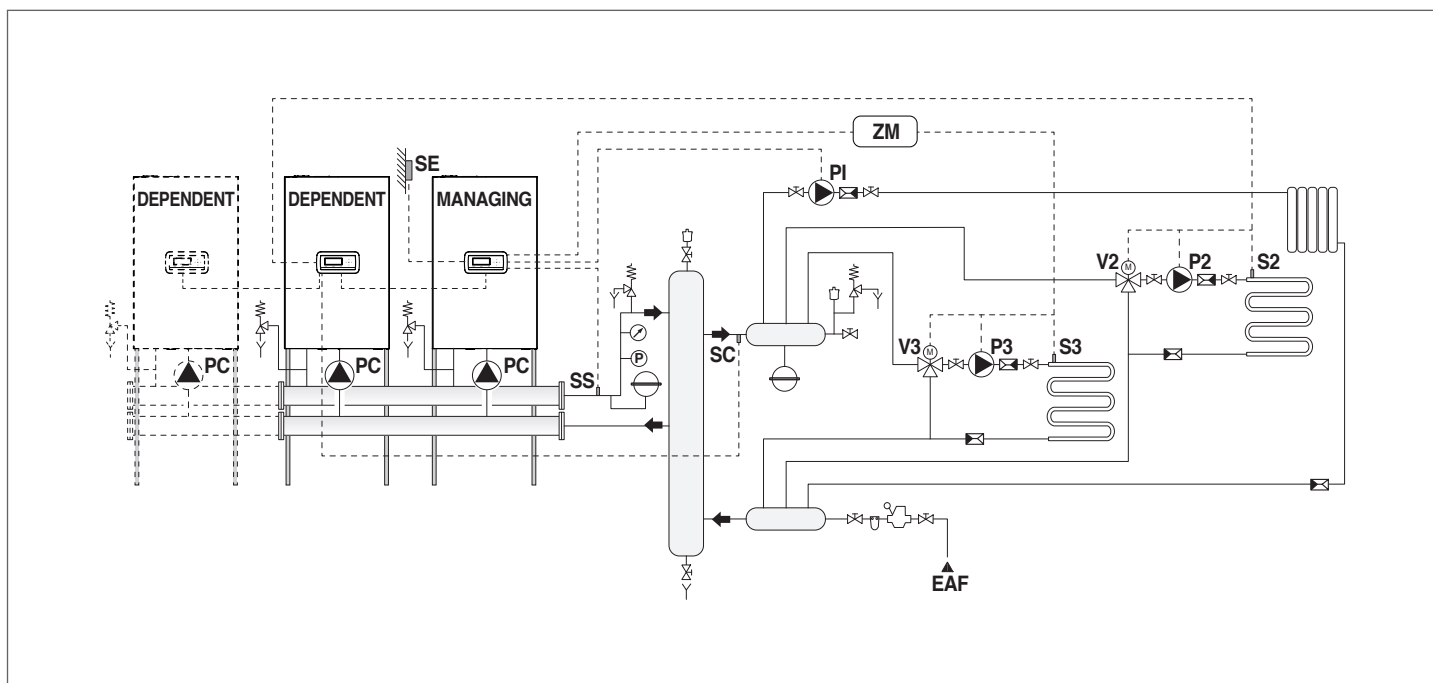 ZM
SE
PI
DEPENDENT
DEPENDENT
MANAGING
V2
M
P2
S2
SC
V3
M
P3
S3
P
PC
PC
PC
SS
EAF